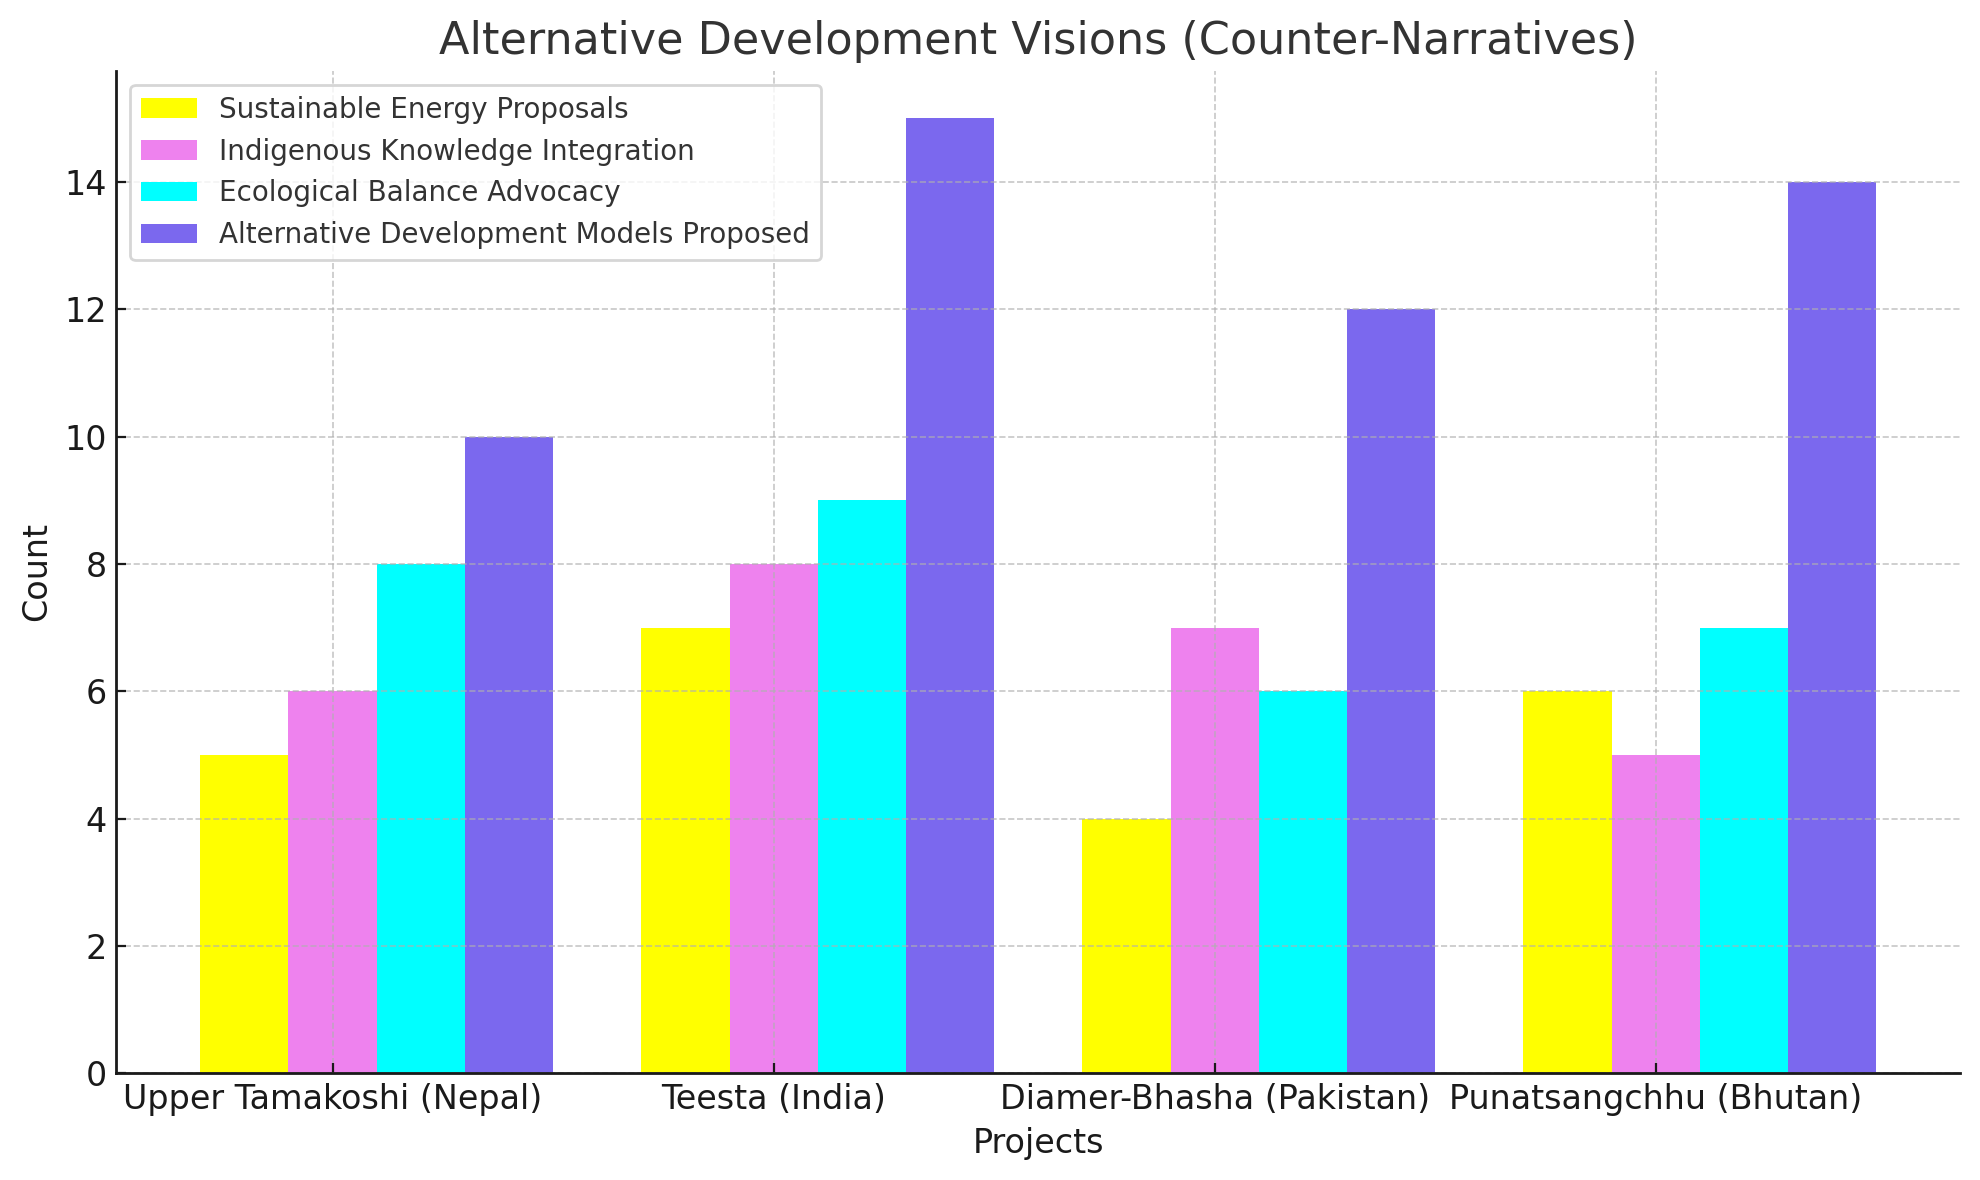 Alternative Development Visions (Counter-Narratives)
Sustainable Energy Proposals
Indigenous Knowledge Integration
Ecological Balance Advocacy
Alternative Development Models Proposed
14
12
10
8
6
4
2
0
Count
Upper Tamakoshi (Nepal)
Teesta (India)
Diamer-Bhasha (Pakistan)
Punatsangchhu (Bhutan)
Projects